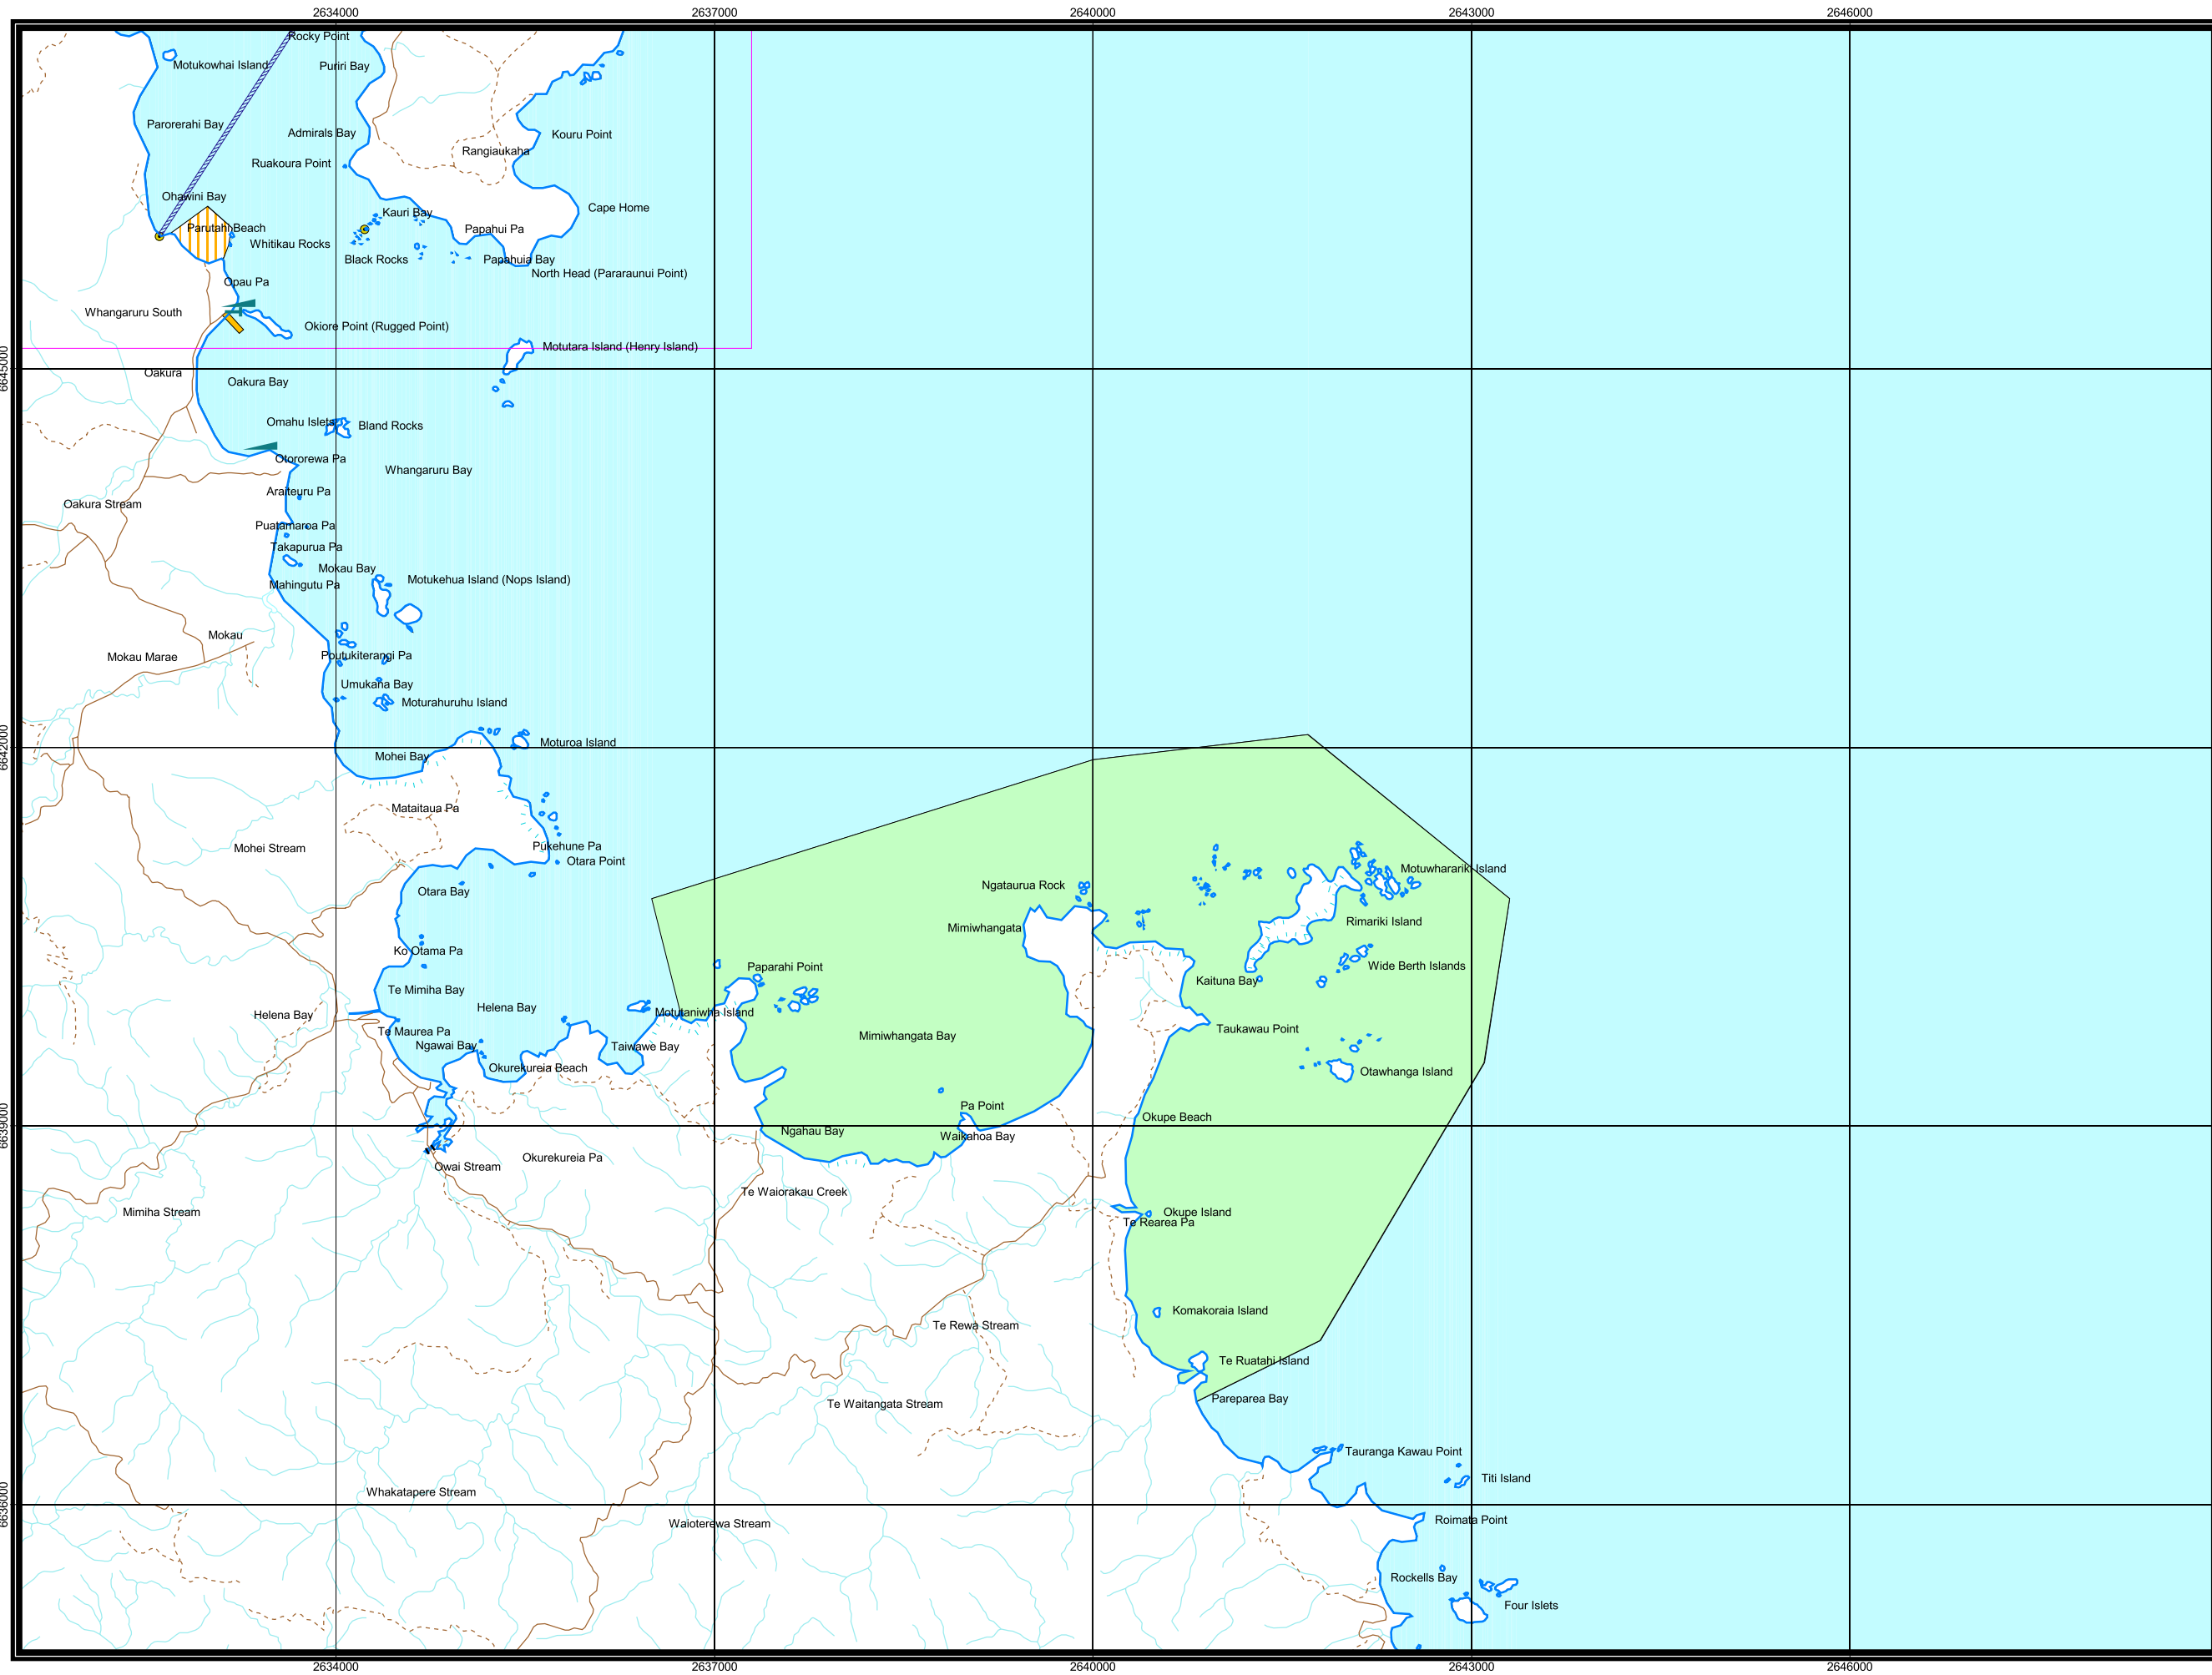 2634000
2637000
2640000
2643000
2646000
Rocky Point
Motukowhai Island
Puriri Bay
Parorerahi Bay
Admirals Bay
Kouru Point
Rangiaukaha
Ruakoura Point
Ohawini Bay
Cape Home
Kauri Bay
Parutahi Beach
Papahui Pa
Whitikau Rocks
Black Rocks
Papahuia Bay
North Head (Pararaunui Point)
Opau Pa
Whangaruru South
Okiore Point (Rugged Point)
Motutara Island (Henry Island)
6645000
Oakura
Oakura Bay
Omahu Islets
Bland Rocks
Otororewa Pa
Whangaruru Bay
Araiteuru Pa
Oakura Stream
Puatamaroa Pa
Takapurua Pa
Mokau Bay
Motukehua Island (Nops Island)
Mahingutu Pa
Mokau
Mokau Marae
Poutukiterangi Pa
Umukana Bay
Moturahuruhu Island
Moturoa Island
6642000
Mohei Bay
Mataitaua Pa
Mohei Stream
Pukehune Pa
Otara Point
Motuwharariki Island
Otara Bay
Ngataurua Rock
Rimariki Island
Mimiwhangata
Ko Otama Pa
Paparahi Point
Wide Berth Islands
Kaituna Bay
Te Mimiha Bay
Helena Bay
Helena Bay
Motutaniwha Island
Te Maurea Pa
Taukawau Point
Mimiwhangata Bay
Ngawai Bay
Taiwawe Bay
Okurekureia Beach
Otawhanga Island
Pa Point
Okupe Beach
6639000
Ngahau Bay
Waikahoa Bay
Okurekureia Pa
Owai Stream
Te Waiorakau Creek
Mimiha Stream
Okupe Island
Te Rearea Pa
Komakoraia Island
Te Rewa Stream
Te Ruatahi Island
Pareparea Bay
Te Waitangata Stream
Tauranga Kawau Point
Titi Island
Whakatapere Stream
6636000
Waioterewa Stream
Roimata Point
Rockells Bay
Four Islets
2634000
2637000
2640000
2643000
2646000